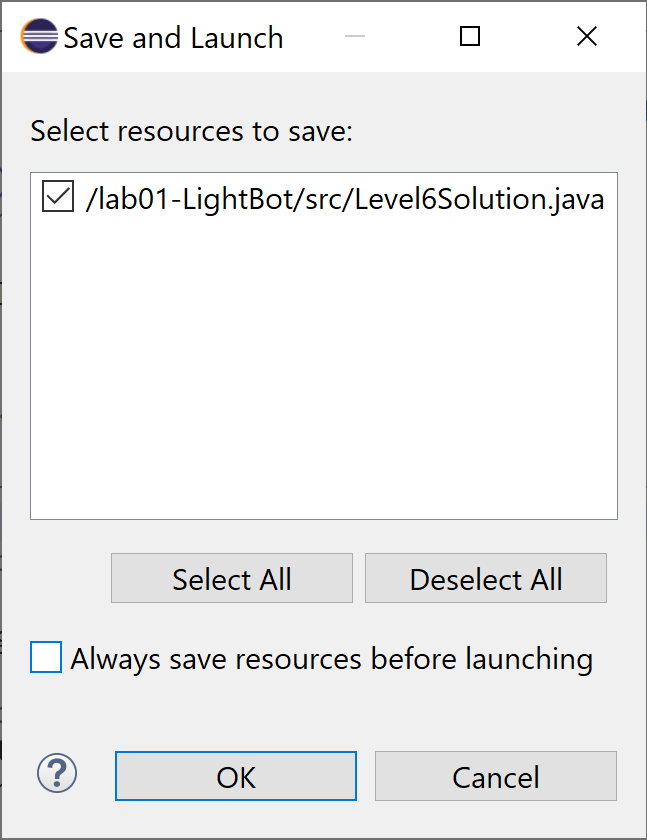 Save and Launch
Select resources to save:
/lab01-LightBot/src/Level6Solution.java
Select All
Deselect All
Always save resources before launching
?
OK
Cancel